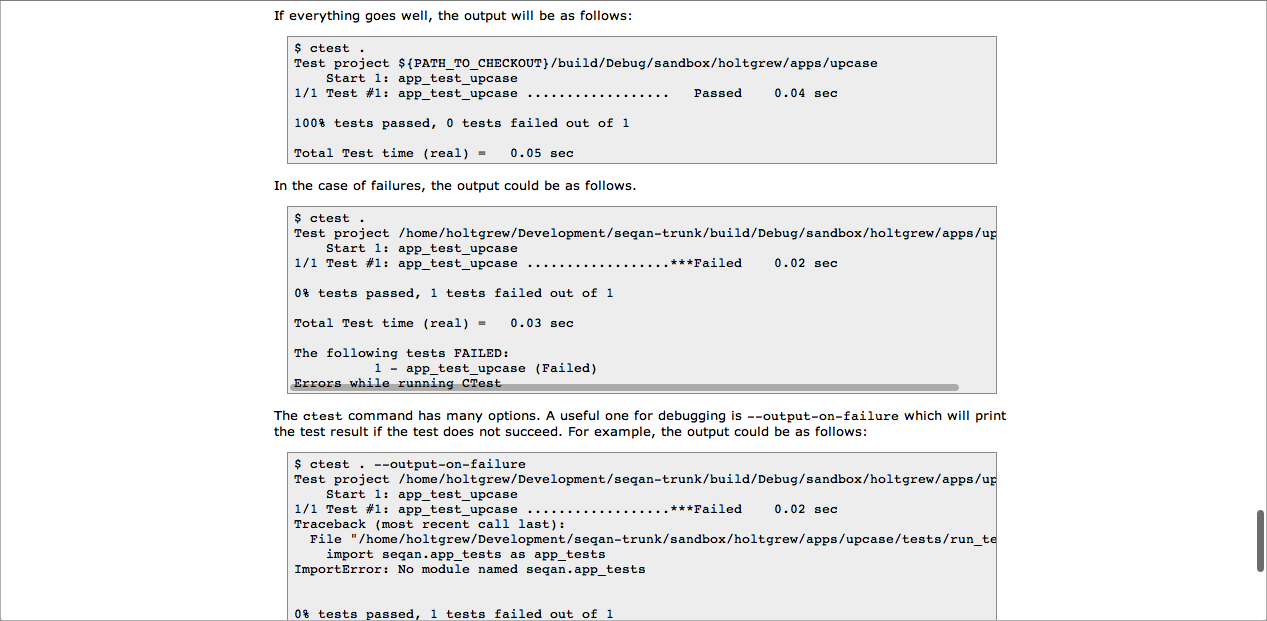 If everything goes well, the output will be as follows:
$ ctest .
Test project ${PATH_TO_CHECKOUT}/build/Debug/sandbox/holtgrew/apps/upcase
    Start 1: app_test_upcase
1/1 Test #1: app_test_upcase ..................   Passed    0.04 sec
100% tests passed, 0 tests failed out of 1
Total Test time (real) =   0.05 sec
In the case of failures, the output could be as follows.
$ ctest .
Test project /home/holtgrew/Development/seqan-trunk/build/Debug/sandbox/holtgrew/apps/up
    Start 1: app_test_upcase
1/1 Test #1: app_test_upcase ..................***Failed    0.02 sec
0% tests passed, 1 tests failed out of 1
Total Test time (real) =   0.03 sec
The following tests FAILED:
          1 - app_test_upcase (Failed)
Errors while running CTest
The ctest command has many options. A useful one for debugging is --output-on-failure which will print
the test result if the test does not succeed. For example, the output could be as follows:
$ ctest . --output-on-failure
Test project /home/holtgrew/Development/seqan-trunk/build/Debug/sandbox/holtgrew/apps/up
    Start 1: app_test_upcase
1/1 Test #1: app_test_upcase ..................***Failed    0.02 sec
Traceback (most recent call last):
  File "/home/holtgrew/Development/seqan-trunk/sandbox/holtgrew/apps/upcase/tests/run_te
    import seqan.app_tests as app_tests
ImportError: No module named seqan.app_tests
0% tests passed, 1 tests failed out of 1